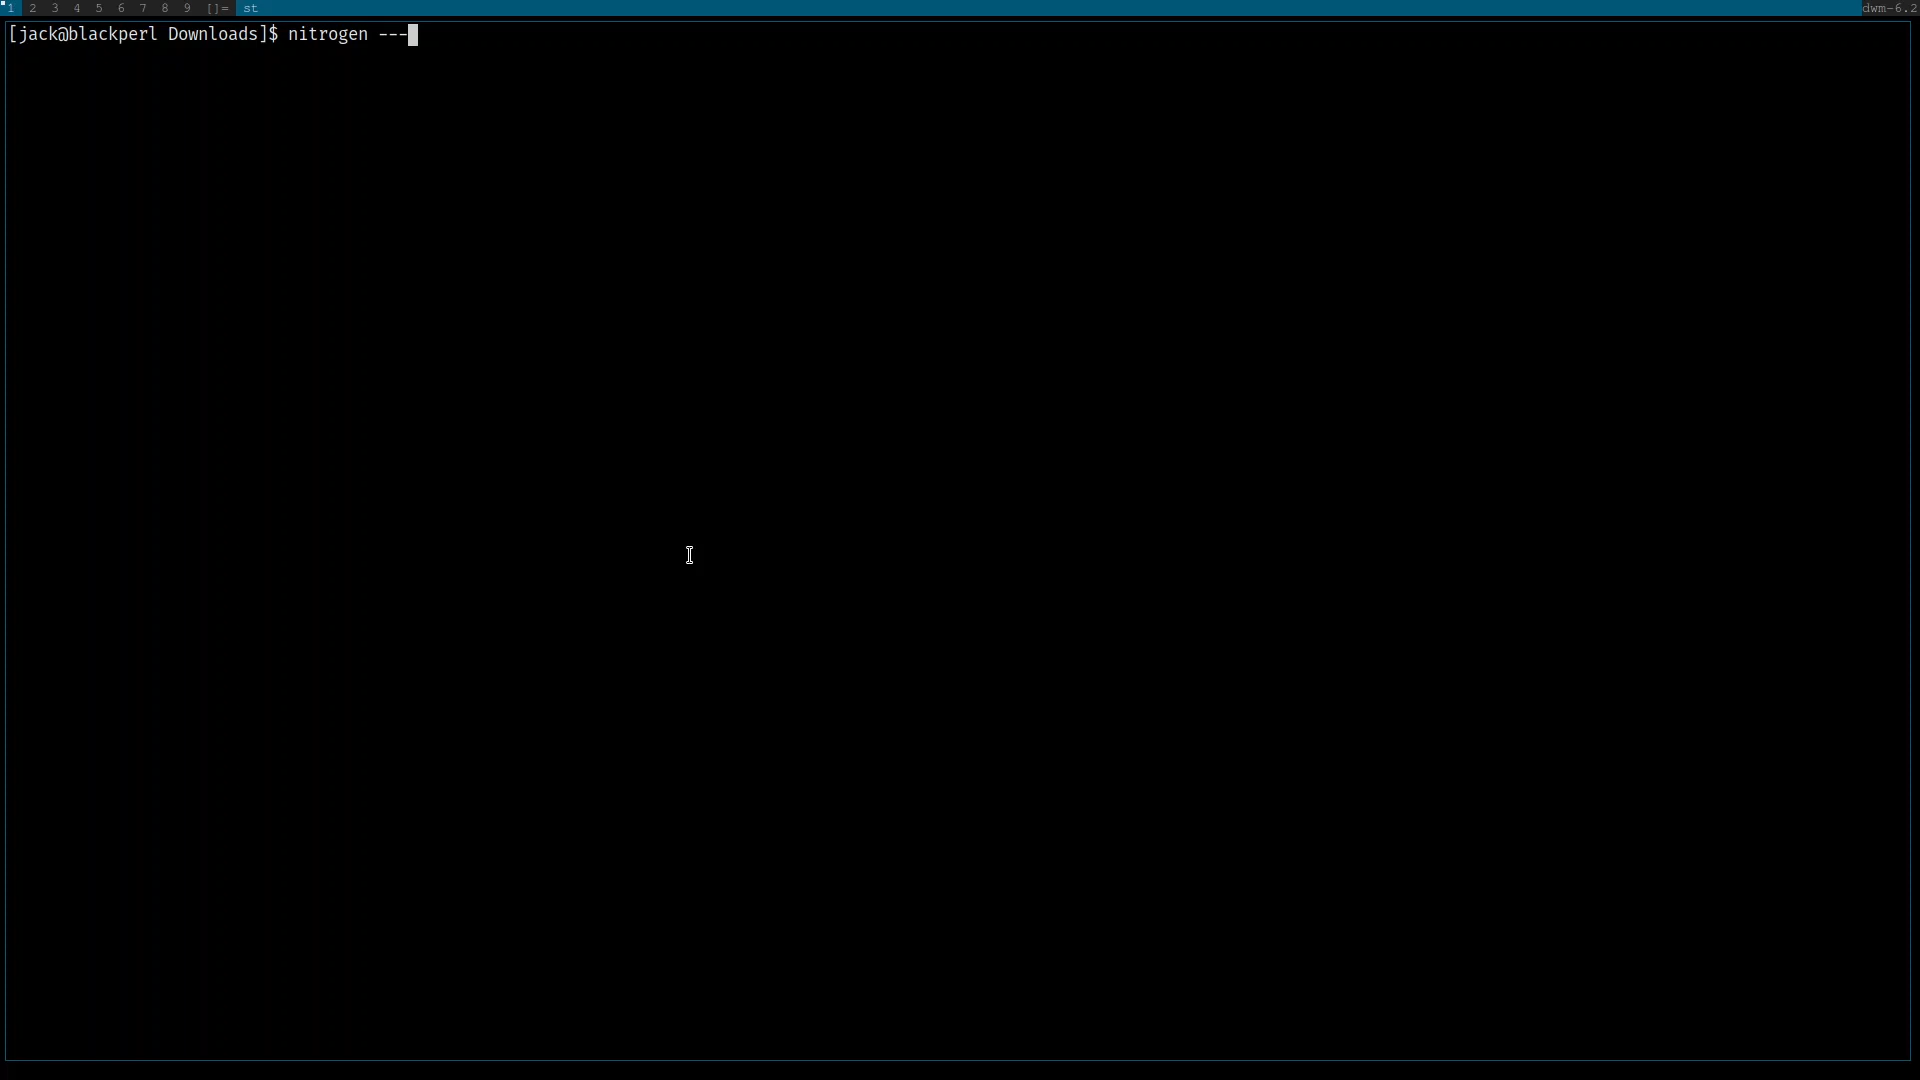 1 2 3 4 5 6 7 8 9 []= st dwm-6.2
[jack@blackperl Downloads]$ nitrogen ---